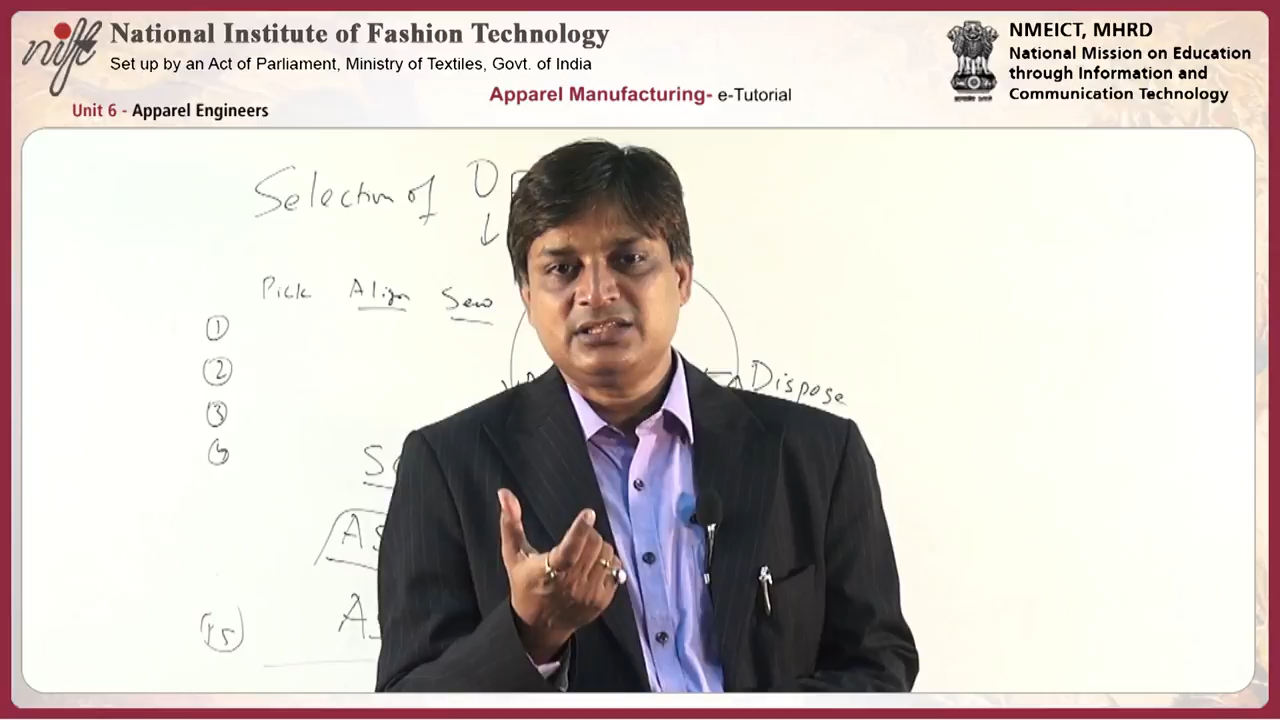 nift
National Institute of Fashion Technology
Set up by an Act of Parliament, Ministry of Textiles, Govt. of India
Unit 6 - Apparel Engineers
Apparel Manufacturing- e-Tutorial
NMEICT, MHRD
National Mission on Education
through Information and
Communication Technology
Selection of
Pick Align Sew
1
2
3
Dispose